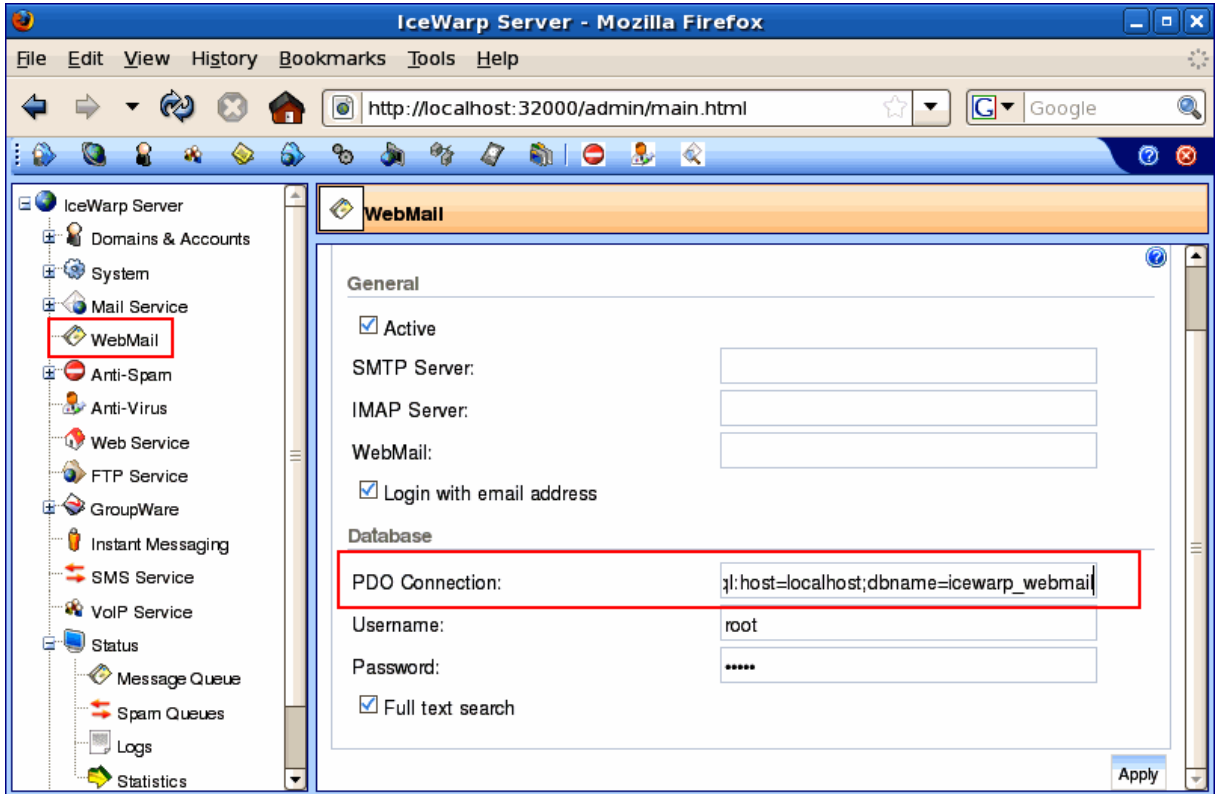 IceWarp Server - Mozilla Firefox
File Edit View History Bookmarks Tools Help
http://localhost:32000/admin/main.html
G Google
IceWarp Server
Domains & Accounts
System
Mail Service
WebMail
Anti-Spam
Anti-Virus
Web Service
FTP Service
GroupWare
Instant Messaging
SMS Service
VoIP Service
Status
Message Queue
Spam Queues
Logs
Statistics
WebMail
General
Active
SMTP Server:
IMAP Server:
WebMail:
Login with email address
Database
PDO Connection: ql:host=localhost;dbname=icewarp_webmail
Username: root
Password: •••••
Full text search
Apply